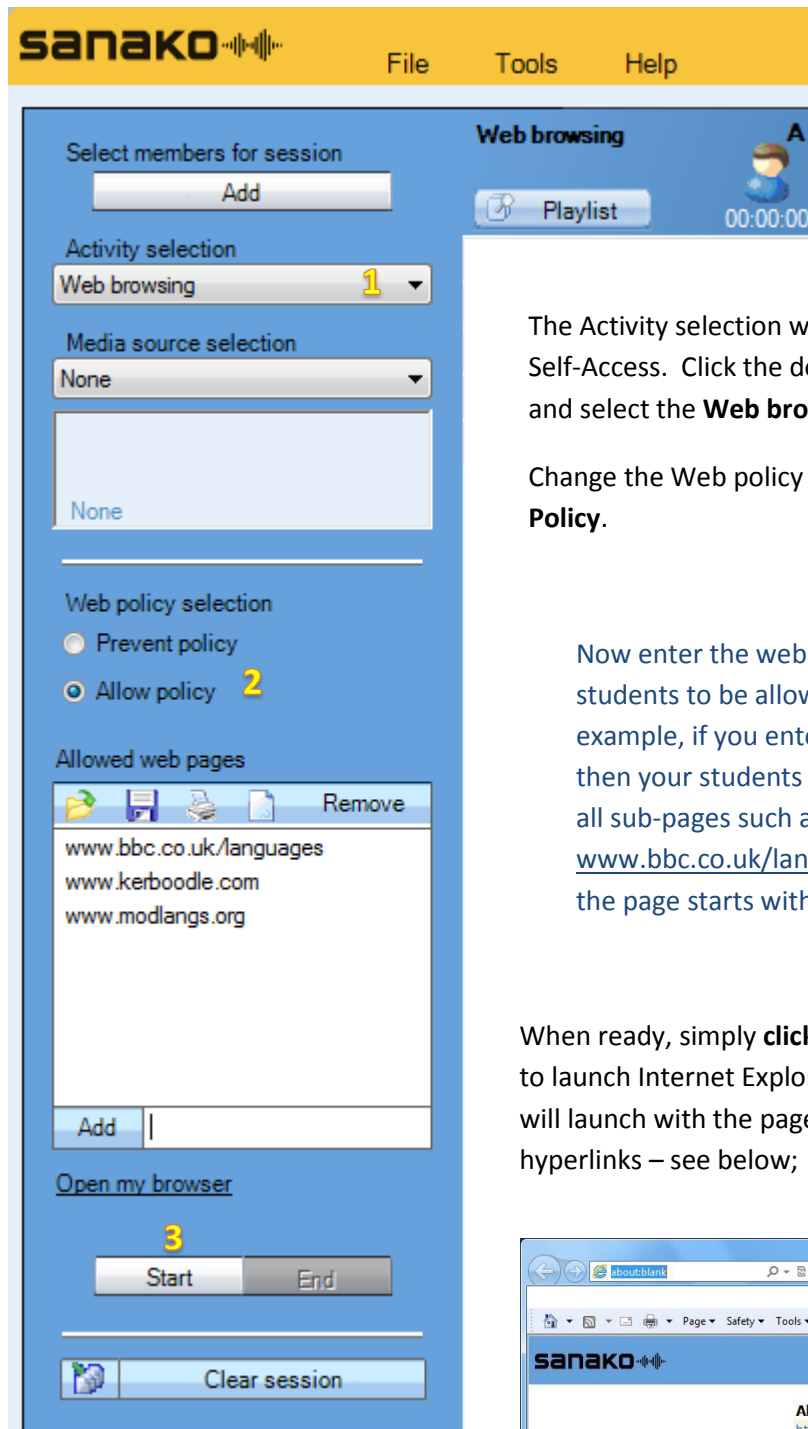 sanako
File Tools Help
Select members for session
Add
Activity selection
Web browsing 1
Media source selection
None
None
Web policy selection
Prevent policy
Allow policy 2
Allowed web pages
Remove
www.bbc.co.uk/languages
www.kerboodle.com
www.modlangs.org
Add
Open my browser
3
Start End
Clear session
Web browsing A
Playlist 00:00:00
The Activity selection w
Self-Access. Click the d
and select the Web bro
Change the Web policy
Policy.
Now enter the web
students to be allow
example, if you ente
then your students
all sub-pages such a
www.bbc.co.uk/lan
the page starts with
When ready, simply click
to launch Internet Explor
will launch with the page
hyperlinks – see below;
about:blank
Page Safety Tools
sanako